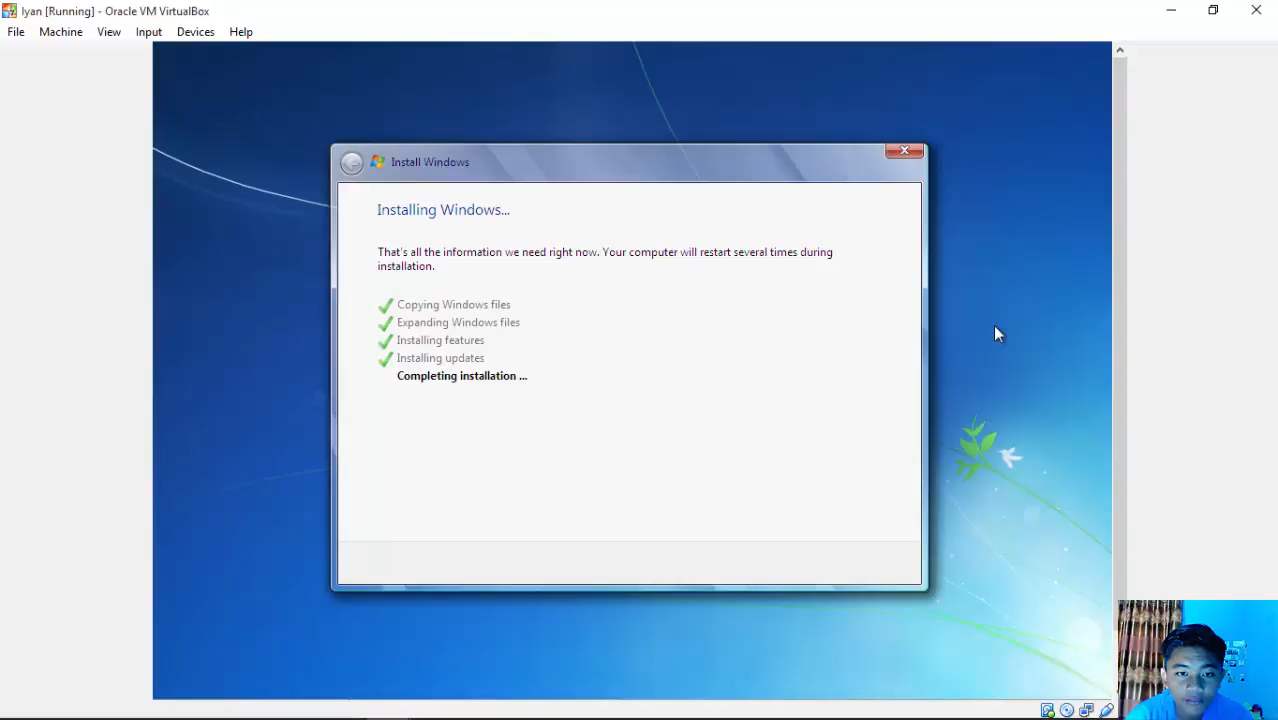 lyan [Running] - Oracle VM VirtualBox
File Machine View Input Devices Help
Install Windows
Installing Windows...
That's all the information we need right now. Your computer will restart several times during
installation.
Copying Windows files
Expanding Windows files
Installing features
Installing updates
Completing installation ...